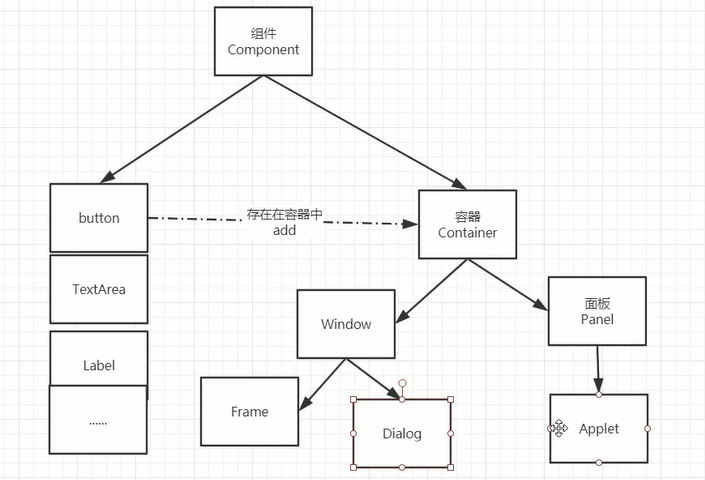 组件
Component
button
存在在容器中
add
容器
Container
TextArea
Window
面板
Panel
Label
Frame
......
Dialog
Applet